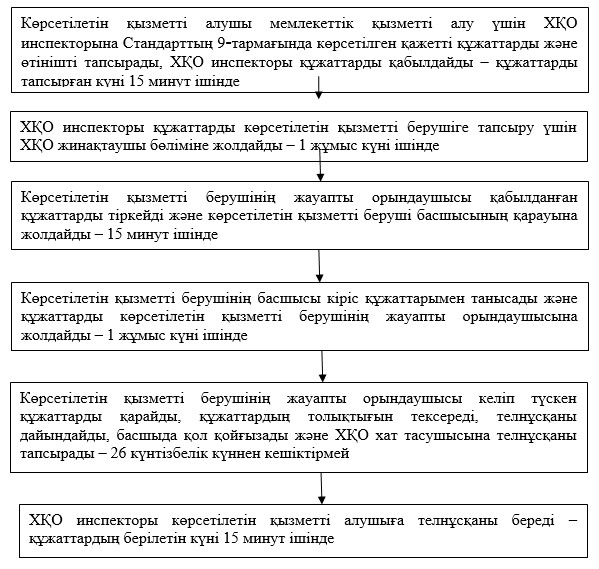 Көрсетілетін қызметті алушы мемлекеттік қызметті алу үшін ХҚО
инспекторына Стандарттың 9-тармағында көрсетілген қажетті құжаттарды және
өтінішті тапсырады, ХҚО инспекторы құжаттарды қабылдайды – құжаттарды
тапсырған күні 15 минут ішінде
ХҚО инспекторы құжаттарды көрсетілетін қызметті берушіге тапсыру үшін
ХҚО жинақтаушы бөліміне жолдайды – 1 жұмыс күні ішінде
Көрсетілетін қызметті берушінің жауапты орындаушысы қабылданған
құжаттарды тіркейді және көрсетілетін қызметті беруші басшысының қарауына
жолдайды – 15 минут ішінде
Көрсетілетін қызметті берушінің басшысы кіріс құжаттарымен танысады және
құжаттарды көрсетілетін қызметті берушінің жауапты орындаушысына
жолдайды – 1 жұмыс күні ішінде
Көрсетілетін қызметті берушінің жауапты орындаушысы келіп түскен
құжаттарды қарайды, құжаттардың толықтығын тексереді, телнұсқаны
дайындайды, басшыда қол қойғызады және ХҚО хат тасушысына телнұсқаны
тапсырады – 26 күнтізбелік күннен кешіктірмей
ХҚО инспекторы көрсетілетін қызметті алушыға телнұсқаны береді –
құжаттардың берілетін күні 15 минут ішінде